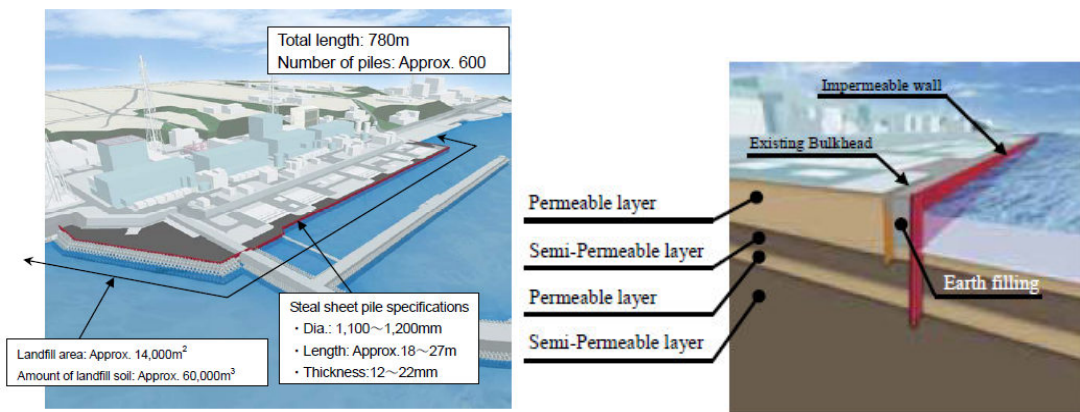 Total length: 780m
Number of piles: Approx. 600
Steal sheet pile specifications
・Dia.: 1,100～1,200mm
・Length: Approx.18～27m
・Thickness:12～22mm
Landfill area: Approx. 14,000m²
Amount of landfill soil: Approx. 60,000m³
Impermeable wall
Existing Bulkhead
Permeable layer
Semi-Permeable layer
Permeable layer
Semi-Permeable layer
Earth filling